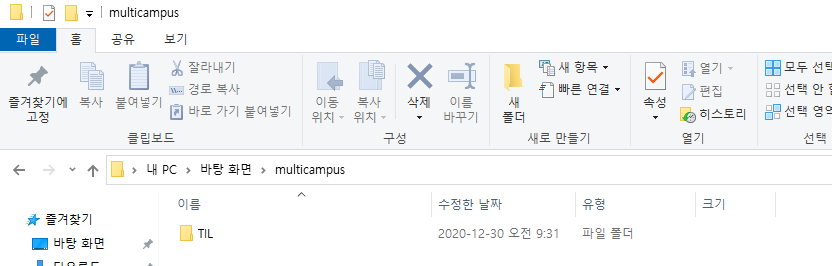 multicampus
파일 홈 공유 보기
즐겨찾기에 고정
복사
붙여넣기
잘라내기
경로 복사
바로 가기 붙여넣기
클립보드
이동 위치
복사 위치
삭제
이름 바꾸기
구성
새 폴더
새 항목
빠른 연결
새로 만들기
속성
열기
편집
히스토리
열기
모두 선택
선택 안
선택 영역
선택
내 PC > 바탕 화면 > multicampus
이름 수정한 날짜 유형 크기
즐겨찾기
바탕 화면
TIL 2020-12-30 오전 9:31 파일 폴더